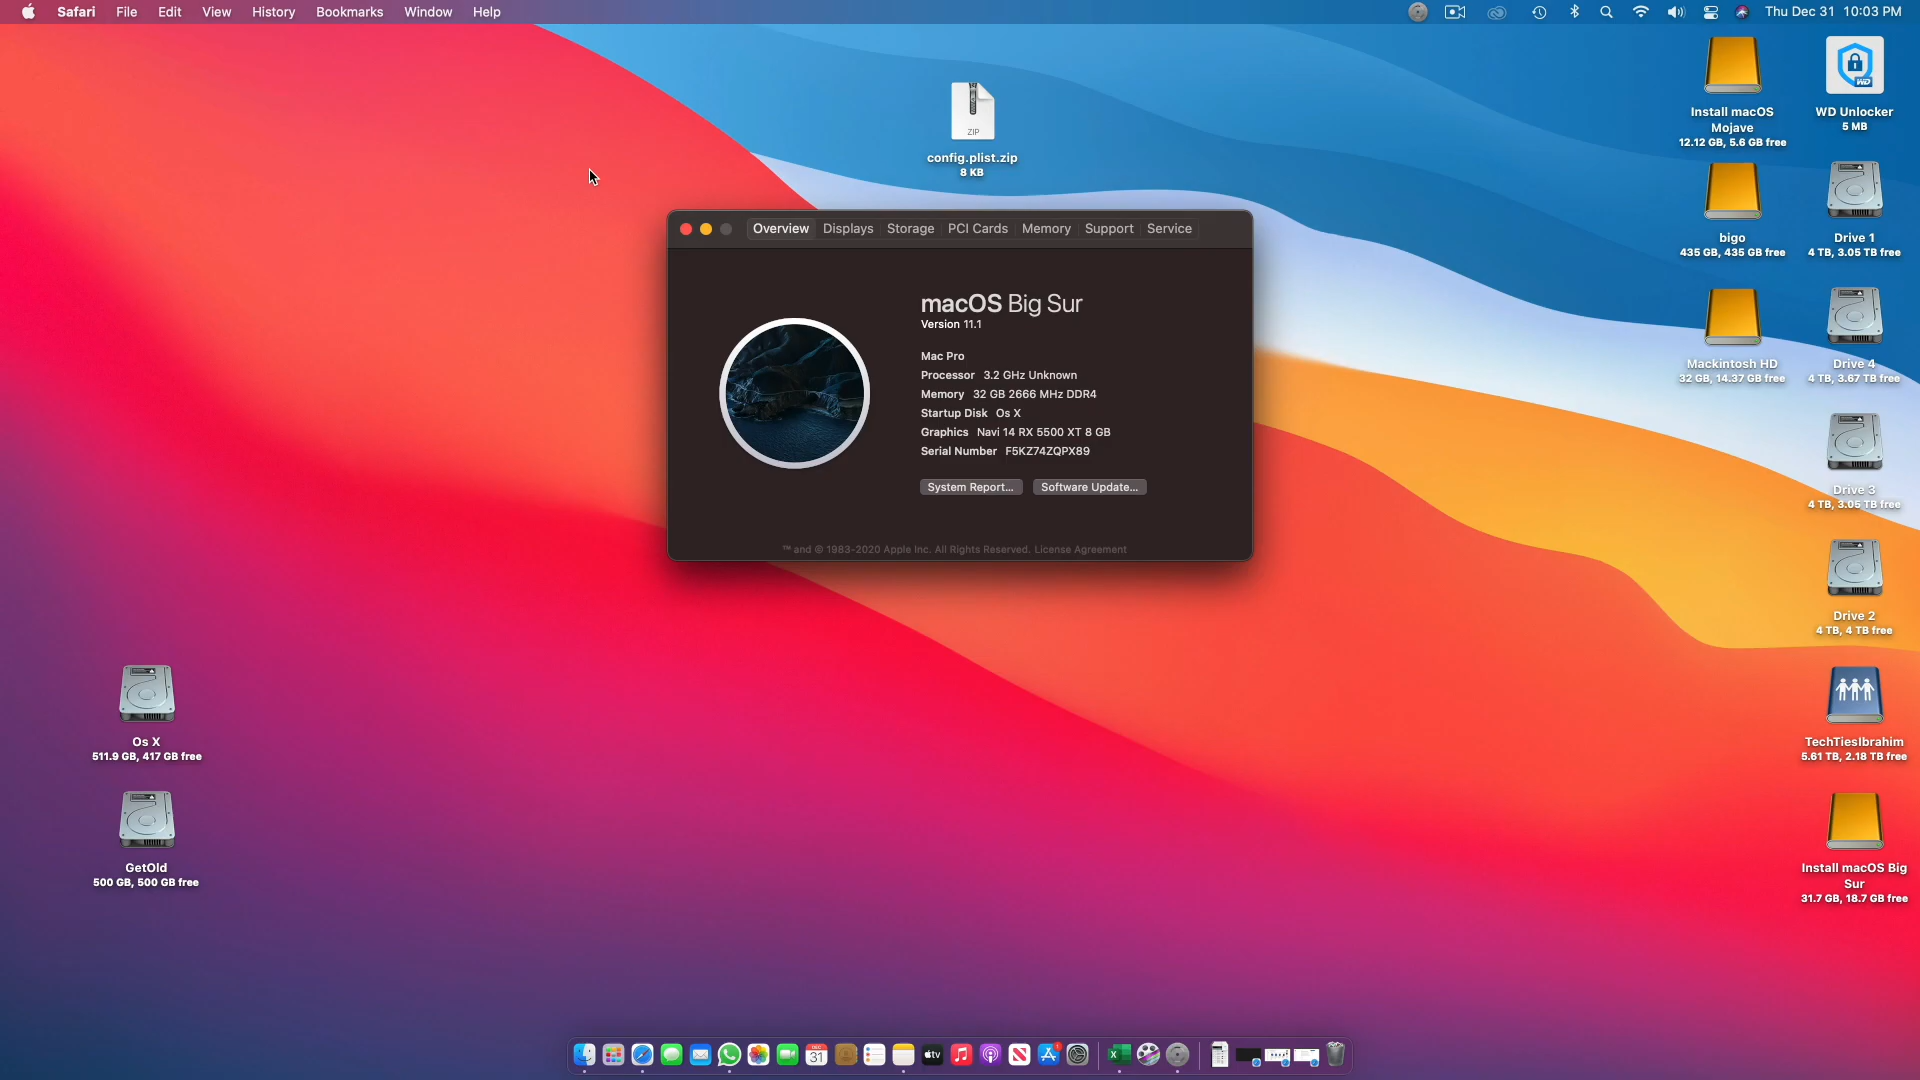 Safari File Edit View History Bookmarks Window Help Thu Dec 31 10:03 PM
ZIP
config.plist.zip
8 KB
Install macOS
Mojave
12.12 GB, 5.6 GB free
WD
WD Unlocker
5 MB
bigo
435 GB, 435 GB free
Drive 1
4 TB, 3.05 TB free
Mackintosh HD
32 GB, 14.37 GB free
Drive 4
4 TB, 3.67 TB free
Drive 3
4 TB, 3.05 TB free
Drive 2
4 TB, 4 TB free
TechTiesIbrahim
5.61 TB, 2.18 TB free
Install macOS Big
Sur
31.7 GB, 18.7 GB free
Overview Displays Storage PCI Cards Memory Support Service
macOS Big Sur
Version 11.1
Mac Pro
Processor 3.2 GHz Unknown
Memory 32 GB 2666 MHz DDR4
Startup Disk Os X
Graphics Navi 14 RX 5500 XT 8 GB
Serial Number F5KZ74ZQPX89
System Report... Software Update...
™ and © 1983-2020 Apple Inc. All Rights Reserved. License Agreement
Os X
511.9 GB, 417 GB free
GetOld
500 GB, 500 GB free
DEC
31
tv
X